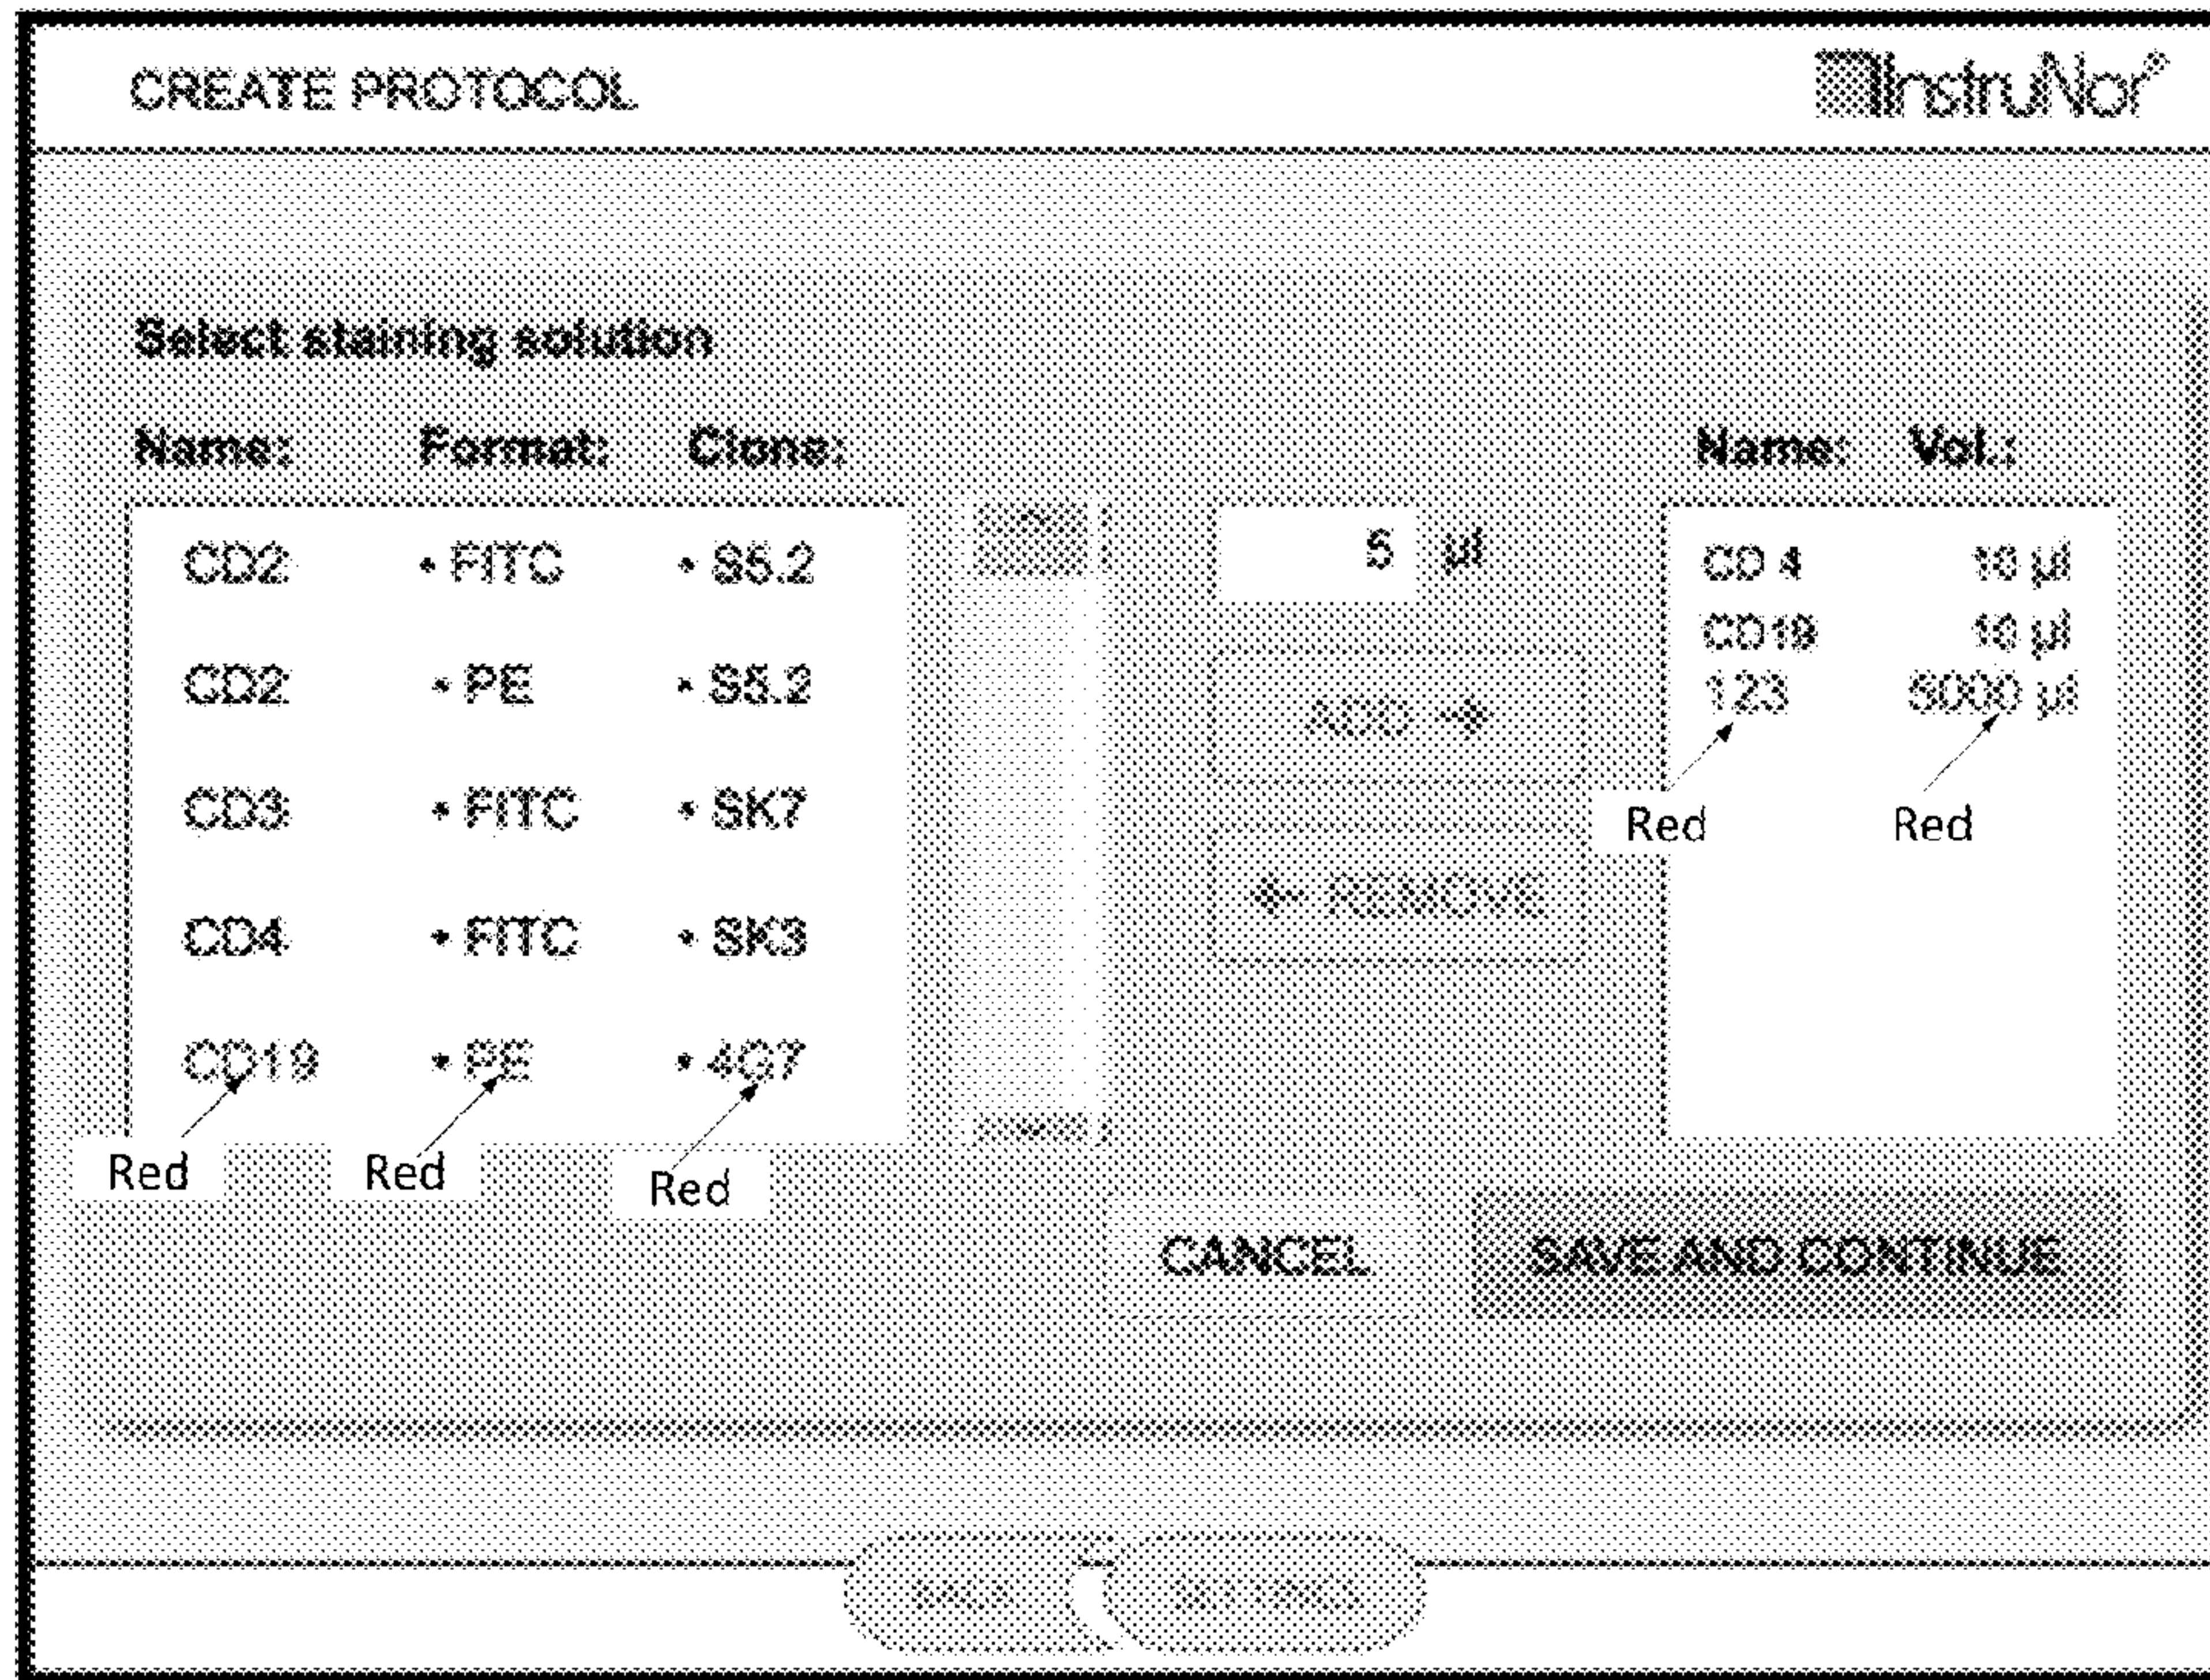 CREATE PROTOCOL InstruNor®
Select staining solution
Name: Format: Clone: Name: Vol.:
CD2 • FITC • S5.2 5 µl CD 4 10 µl
CD19 10 µl
CD2 • PE • S5.2 ADD → 123 5000 µl
CD3 • FITC • SK7 Red Red
← REMOVE
CD4 • FITC • SK3
CD19 • PE • 4G7
Red Red Red
CANCEL SAVE AND CONTINUE